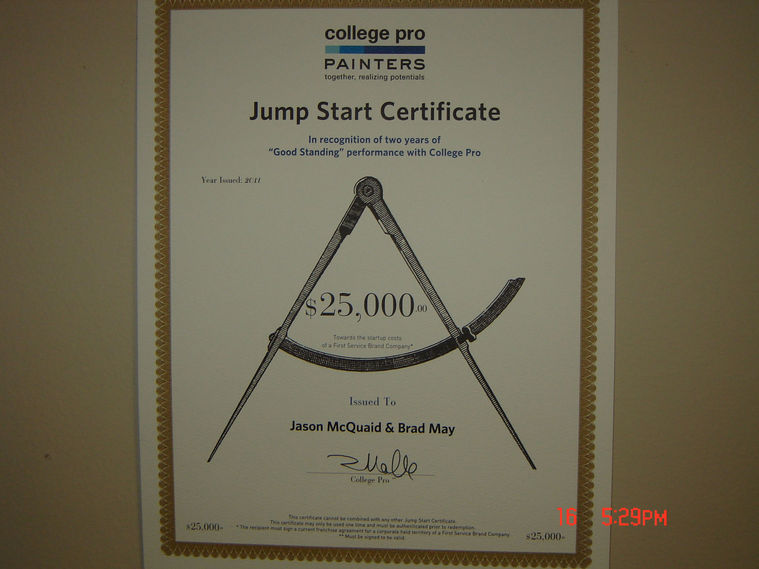 college pro
PAINTERS
together, realizing potentials
Jump Start Certificate
In recognition of two years of
"Good Standing" performance with College Pro
Year Issued: 2011
$25,000.00
Towards the startup costs
of a First Service Brand Company*
Issued To
Jason McQuaid & Brad May
College Pro
This certificate cannot be combined with any other Jump Start Certificate.
This certificate may only be used one time and must be authenticated prior to redemption.
* The recipient must sign a current franchise agreement for a corporate held territory of a First Service Brand Company.
** Must be signed to be valid.
$25,000
$25,000
16 5:29PM